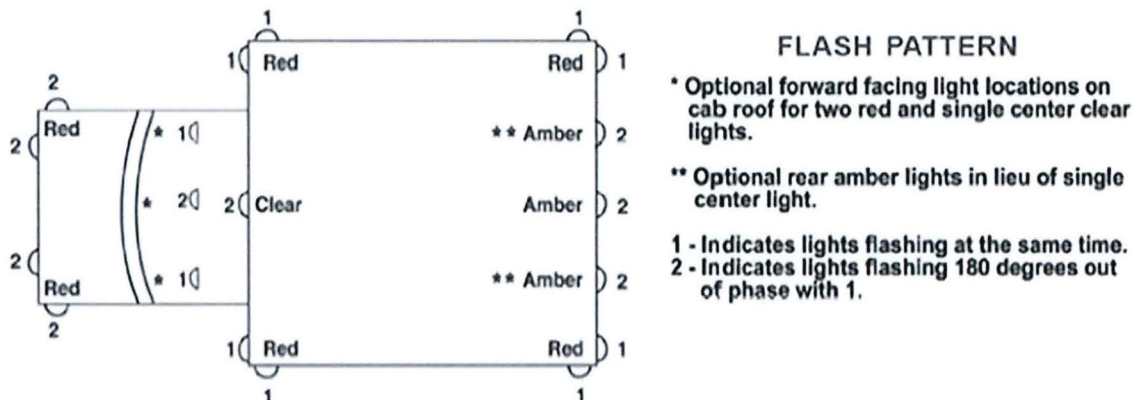 1 1
1 Red Red 1
2
Red
2
* 1
** Amber 2
* 2
2 Clear
Amber 2
2
Red
* 1
** Amber 2
2
1 Red Red 1
1 1
FLASH PATTERN
* Optional forward facing light locations on
cab roof for two red and single center clear
lights.
** Optional rear amber lights in lieu of single
center light.
1 - Indicates lights flashing at the same time.
2 - Indicates lights flashing 180 degrees out
of phase with 1.